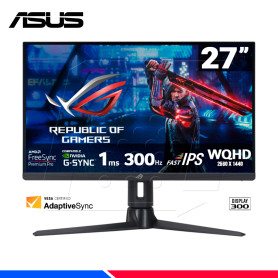 ASUS
27"
REPUBLIC OF
GAMERS
AMD
FreeSync
Premium Pro
COMPATIBLE
NVIDIA
G-SYNC
1ms
300Hz
FAST IPS
WQHD
2560 X 1440
VESA CERTIFIED
AdaptiveSync
DISPLAY
300